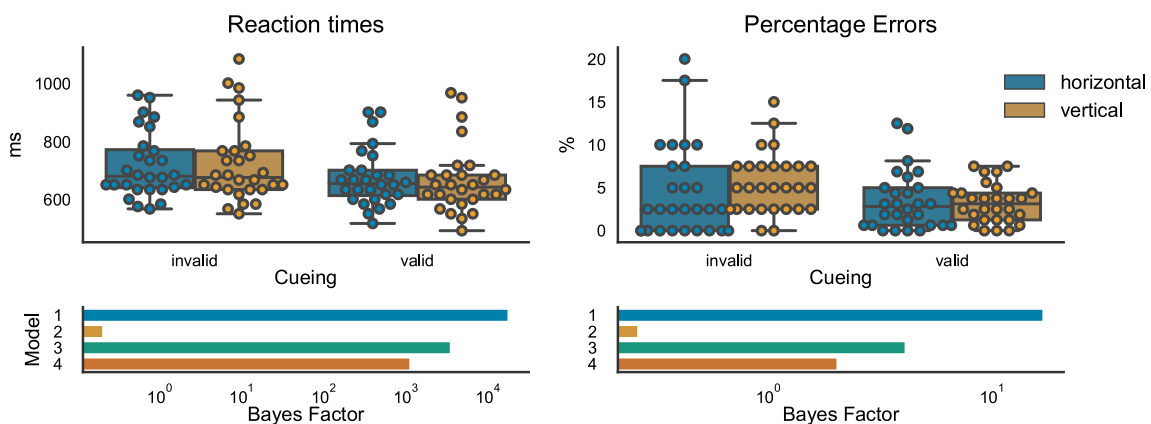 Reaction times
1000
800
600
ms
invalid
valid
Cueing
Percentage Errors
20
15
10
5
0
%
invalid
valid
Cueing
horizontal
vertical
Model
1
2
3
4
10^0
10^1
10^2
10^3
10^4
Bayes Factor
1
2
3
4
10^0
10^1
Bayes Factor